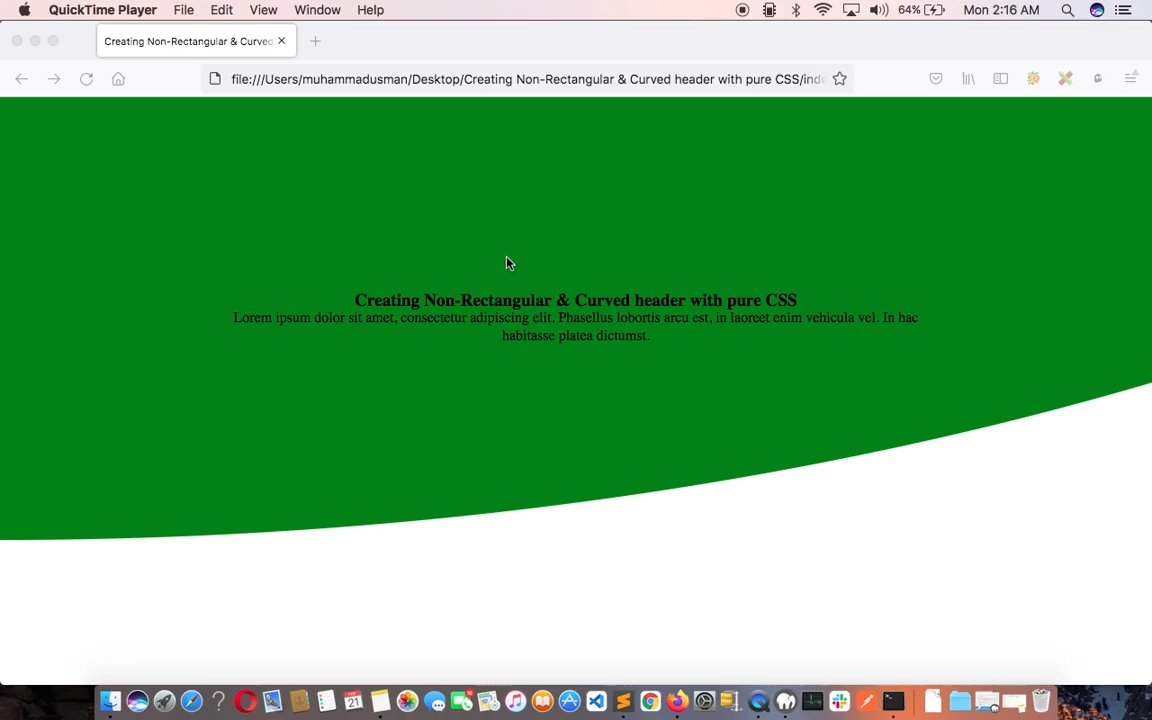 QuickTime Player File Edit View Window Help 64% Mon 2:16 AM
Creating Non-Rectangular & Curved
file:///Users/muhammadusman/Desktop/Creating Non-Rectangular & Curved header with pure CSS/inde
Creating Non-Rectangular & Curved header with pure CSS
Lorem ipsum dolor sit amet, consectetur adipiscing elit. Phasellus lobortis arcu est, in laoreet enim vehicula vel. In hac
habitasse platea dictumst.
21